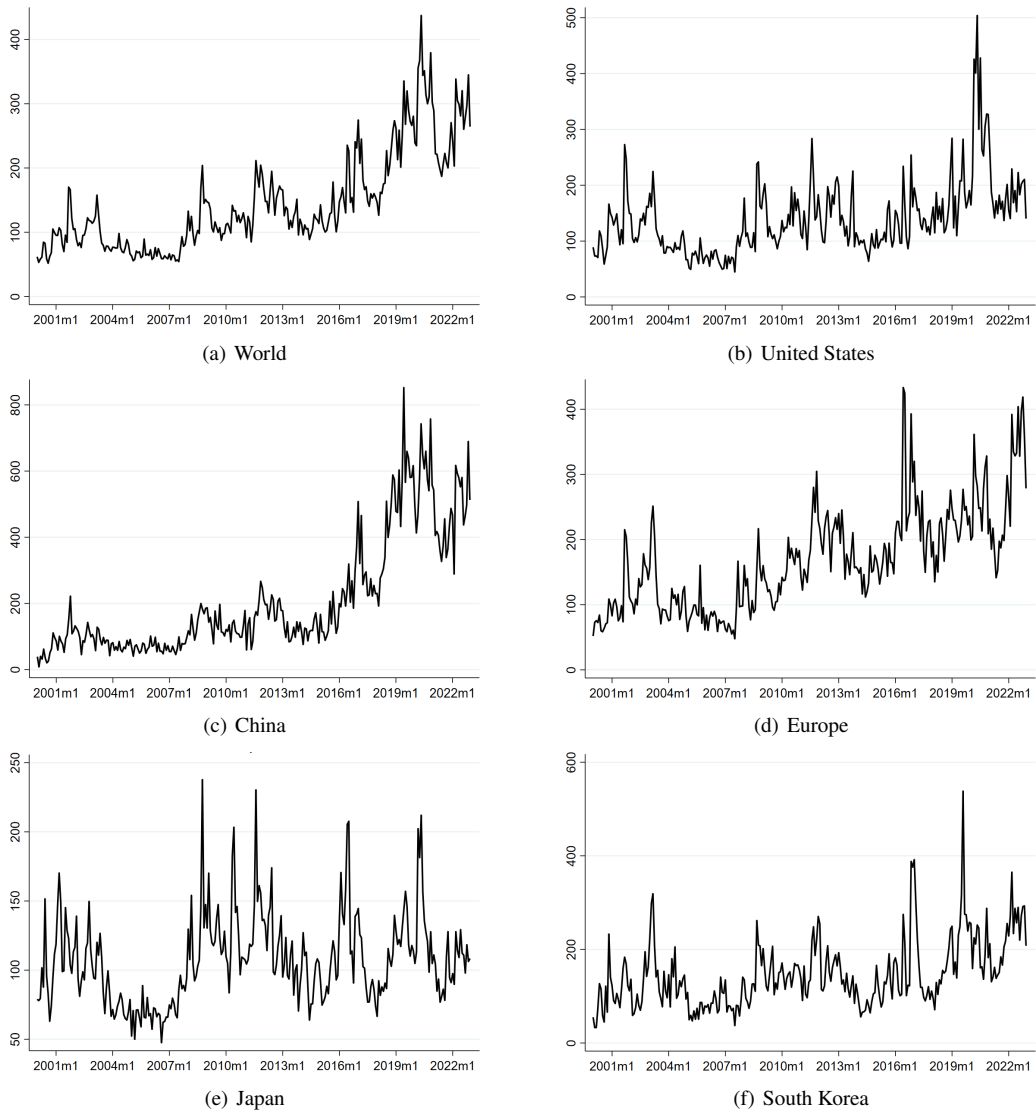 400
300
200
100
0
2001m1 2004m1 2007m1 2010m1 2013m1 2016m1 2019m1 2022m1
(a) World
500
400
300
200
100
0
2001m1 2004m1 2007m1 2010m1 2013m1 2016m1 2019m1 2022m1
(b) United States
800
600
400
200
0
2001m1 2004m1 2007m1 2010m1 2013m1 2016m1 2019m1 2022m1
(c) China
400
300
200
100
0
2001m1 2004m1 2007m1 2010m1 2013m1 2016m1 2019m1 2022m1
(d) Europe
250
200
150
100
50
2001m1 2004m1 2007m1 2010m1 2013m1 2016m1 2019m1 2022m1
(e) Japan
600
400
200
0
2001m1 2004m1 2007m1 2010m1 2013m1 2016m1 2019m1 2022m1
(f) South Korea